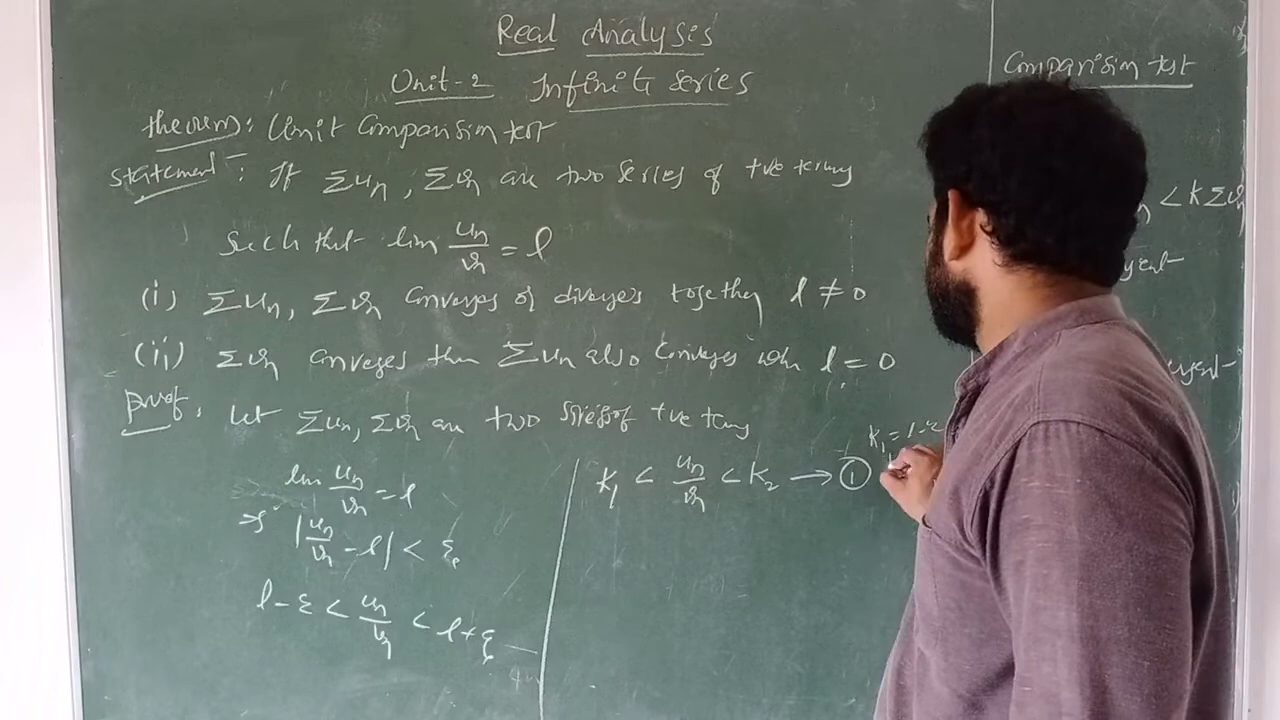 Real Analysis
Unit-2 Infinite Series
theorem: Limit Comparision test
Statement: If Σun, Σvn are two series of +ve terms
Such that lim un/vn = l
(i) Σun, Σvn Converges or diverges together l ≠ 0
(ii) Σvn Converges then Σun also Converges when l = 0
Proof: Let Σun, Σvn are two series of +ve terms
lim un/vn = l
⇒ |un/vn - l| < ε
l - ε < un/vn < l + ε
K1 < un/vn < K2 → ①
K1 = l - ε
Comparision test
< k Σvn